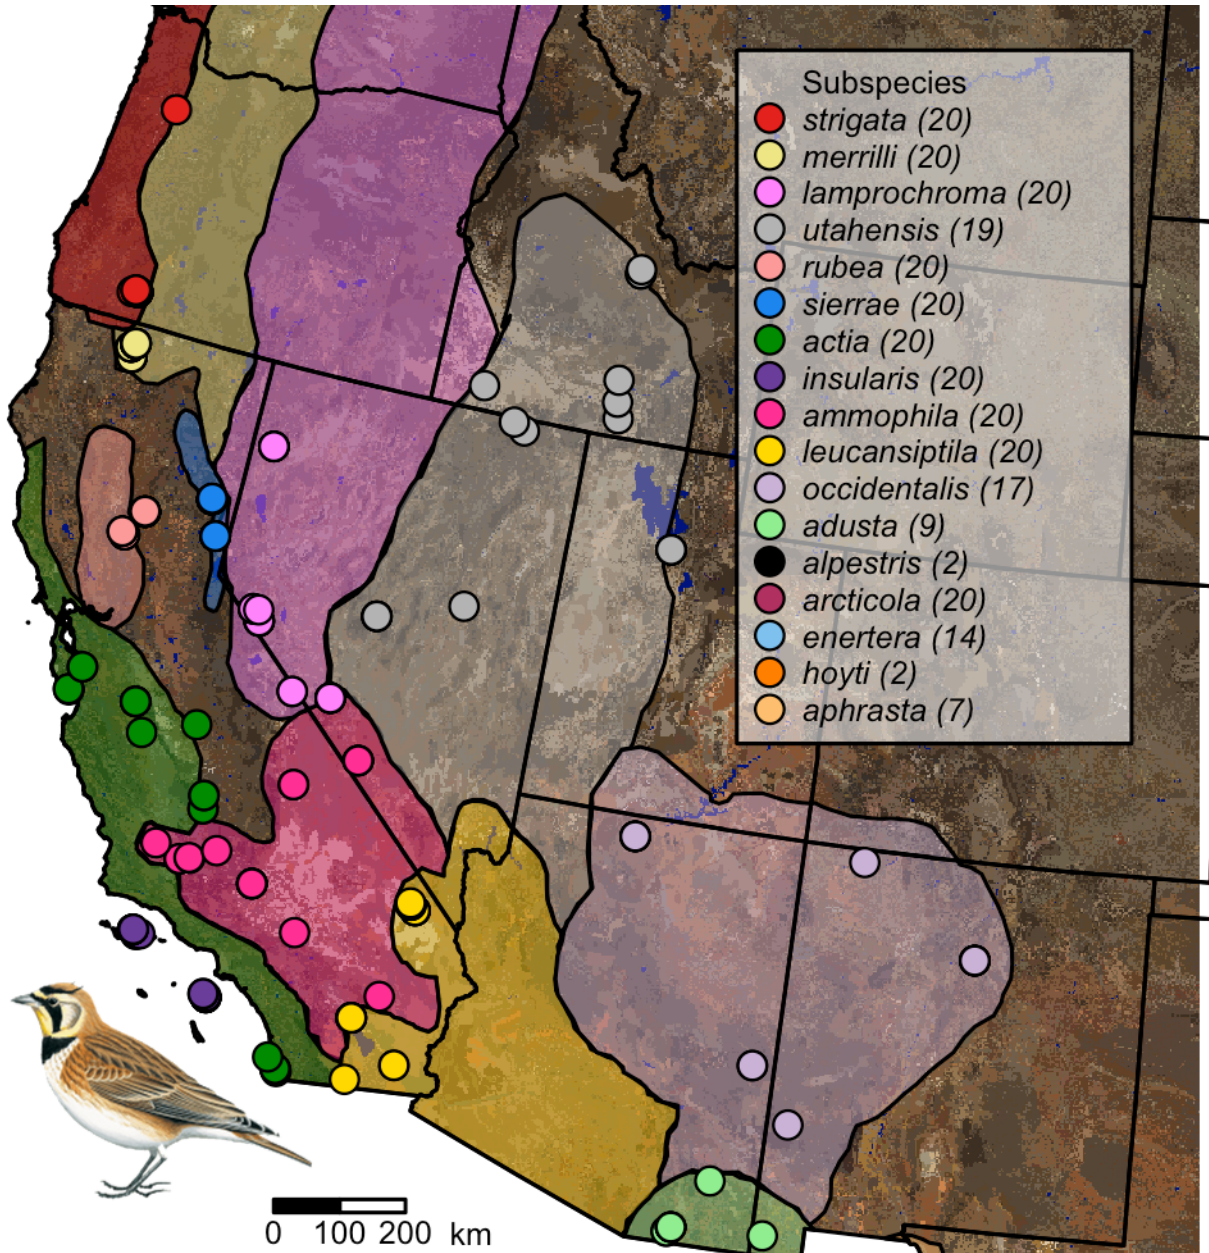 Subspecies
strigata (20)
merrilli (20)
lamprochroma (20)
utahensis (19)
rubea (20)
sierrae (20)
actia (20)
insularis (20)
ammophila (20)
leucansiptila (20)
occidentalis (17)
adusta (9)
alpestris (2)
arcticola (20)
enertera (14)
hoyti (2)
aphrasta (7)
0 100 200 km